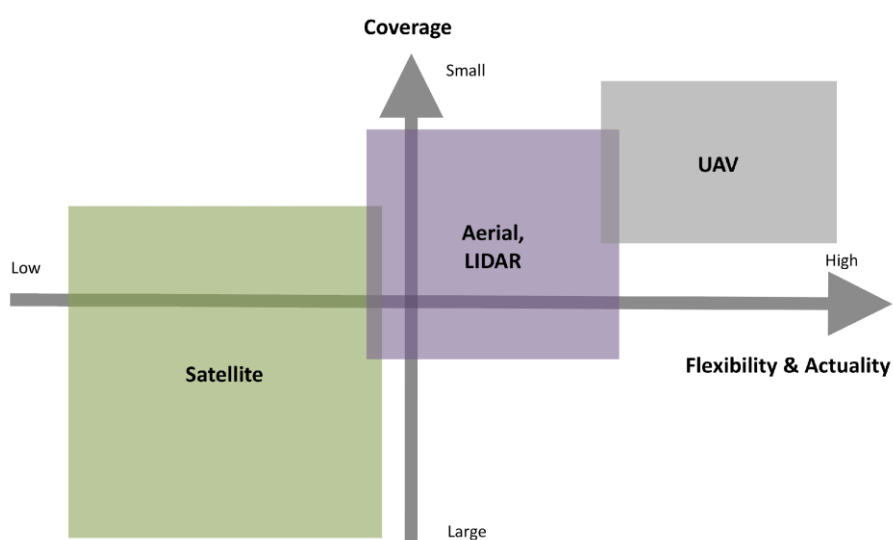 Coverage
Small
UAV
Aerial,
LIDAR
Low
High
Satellite
Flexibility & Actuality
Large